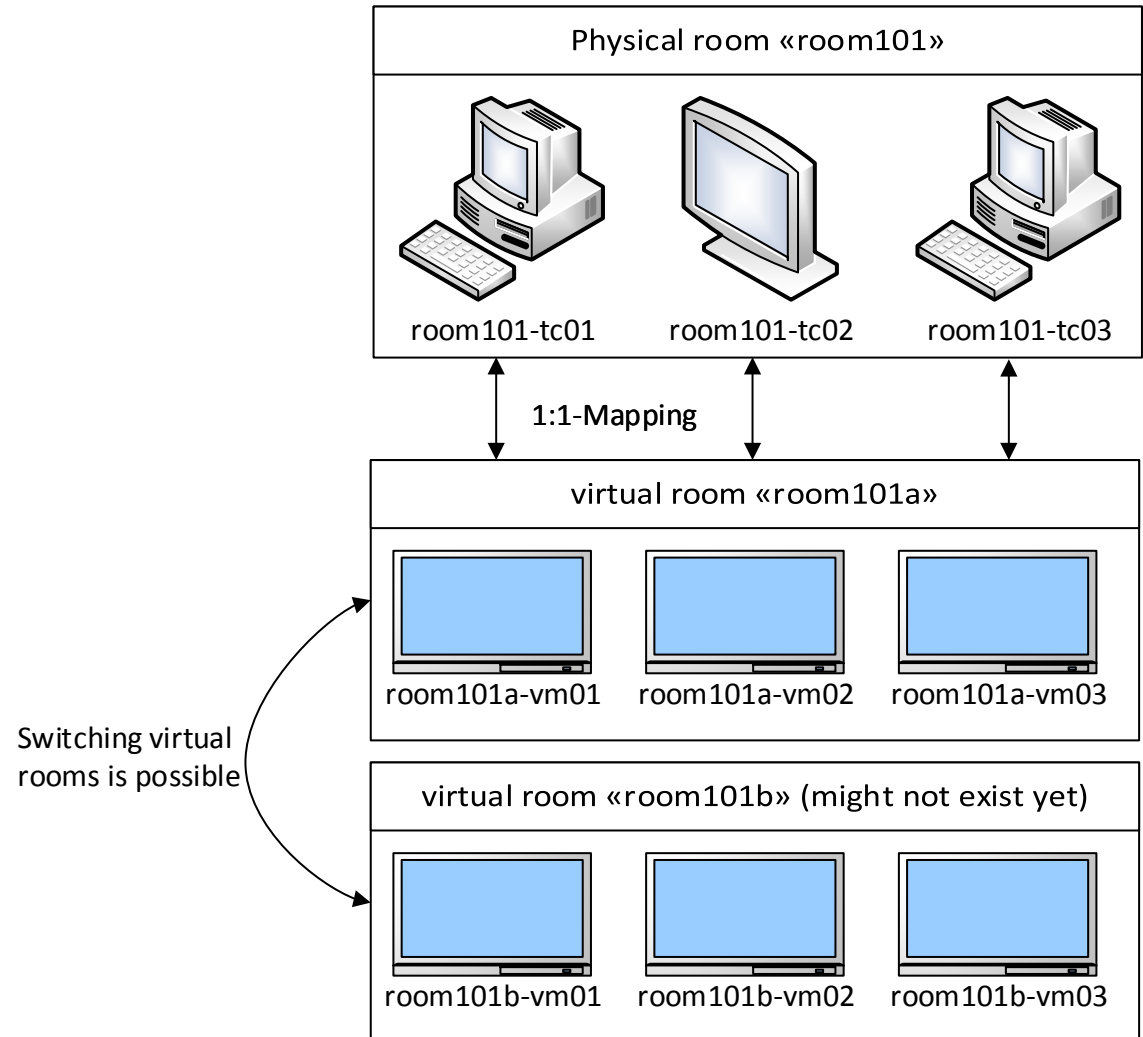 Physical room «room101»
room101-tc01 room101-tc02 room101-tc03
1:1-Mapping
virtual room «room101a»
room101a-vm01 room101a-vm02 room101a-vm03
Switching virtual
rooms is possible
virtual room «room101b» (might not exist yet)
room101b-vm01 room101b-vm02 room101b-vm03